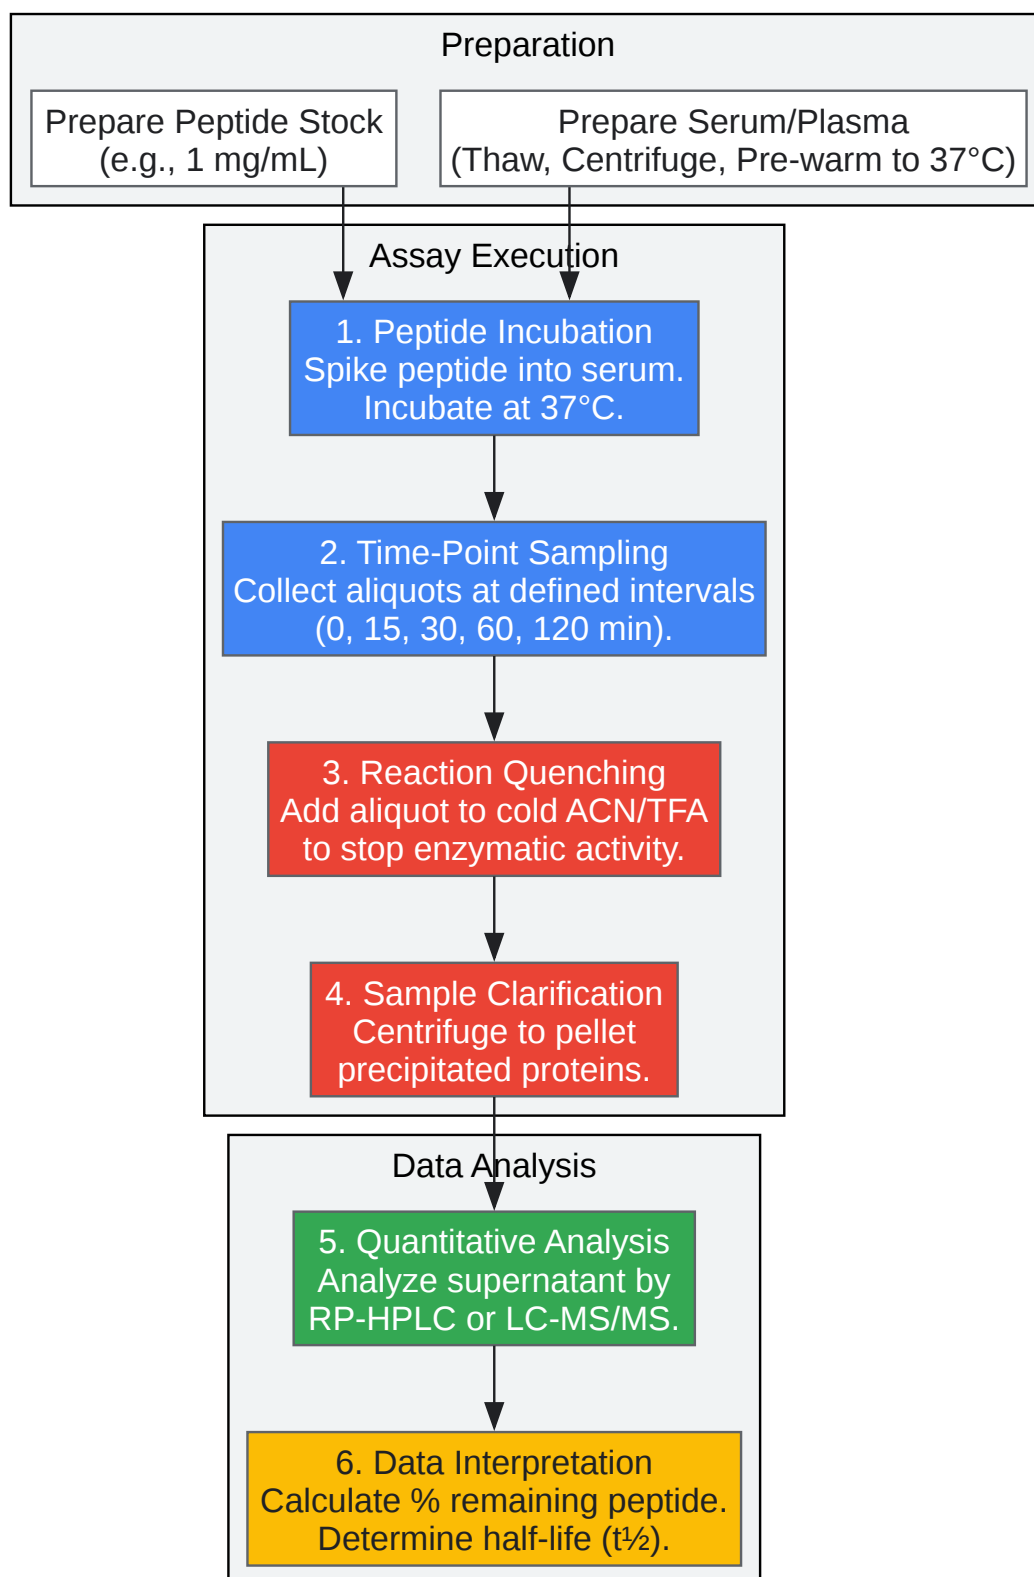 Preparation
Prepare Peptide Stock
(e.g., 1 mg/mL)
Prepare Serum/Plasma
(Thaw, Centrifuge, Pre-warm to 37°C)
Assay Execution
1. Peptide Incubation
Spike peptide into serum.
Incubate at 37°C.
2. Time-Point Sampling
Collect aliquots at defined intervals
(0, 15, 30, 60, 120 min).
3. Reaction Quenching
Add aliquot to cold ACN/TFA
to stop enzymatic activity.
4. Sample Clarification
Centrifuge to pellet
precipitated proteins.
Data Analysis
5. Quantitative Analysis
Analyze supernatant by
RP-HPLC or LC-MS/MS.
6. Data Interpretation
Calculate % remaining peptide.
Determine half-life (t½).